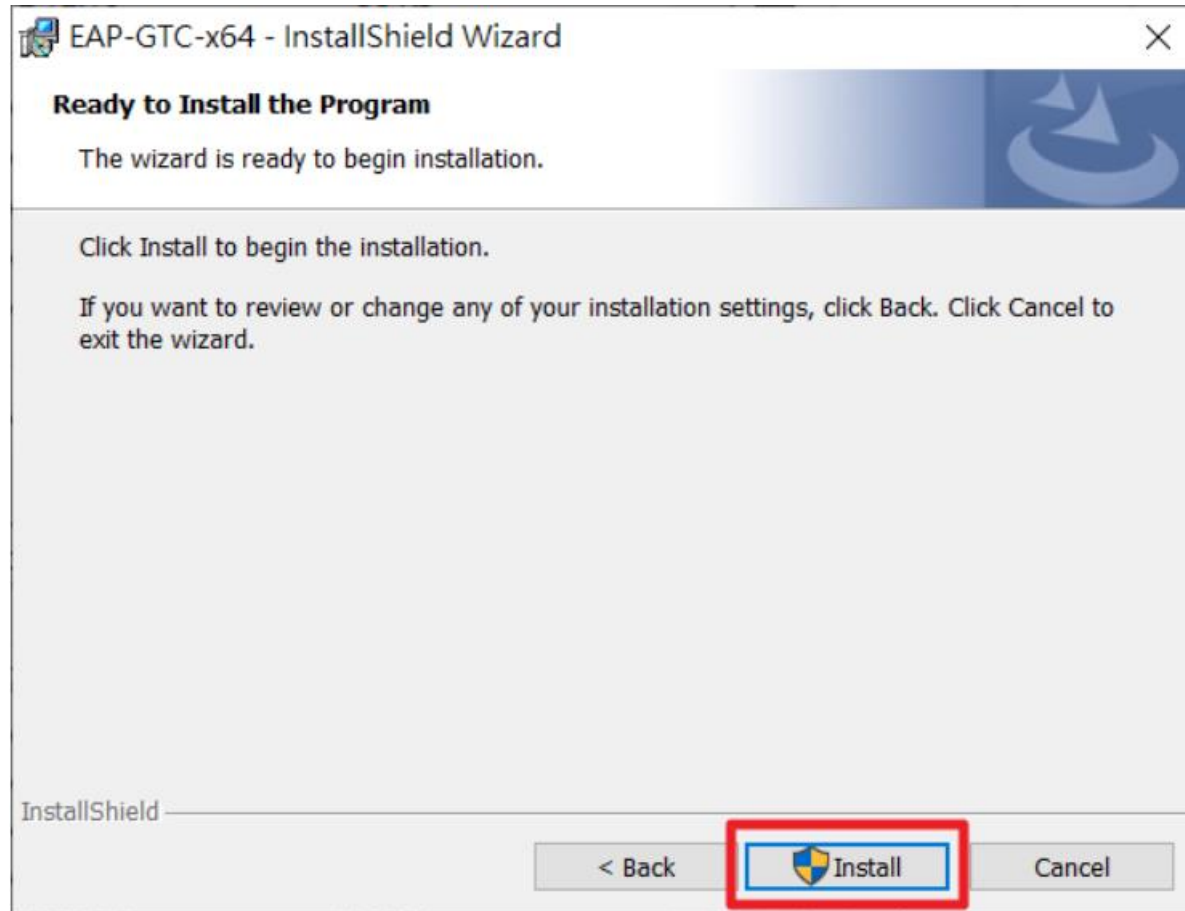 EAP-GTC-x64 - InstallShield Wizard
Ready to Install the Program
The wizard is ready to begin installation.
Click Install to begin the installation.
If you want to review or change any of your installation settings, click Back. Click Cancel to
exit the wizard.
InstallShield
< Back
Install
Cancel